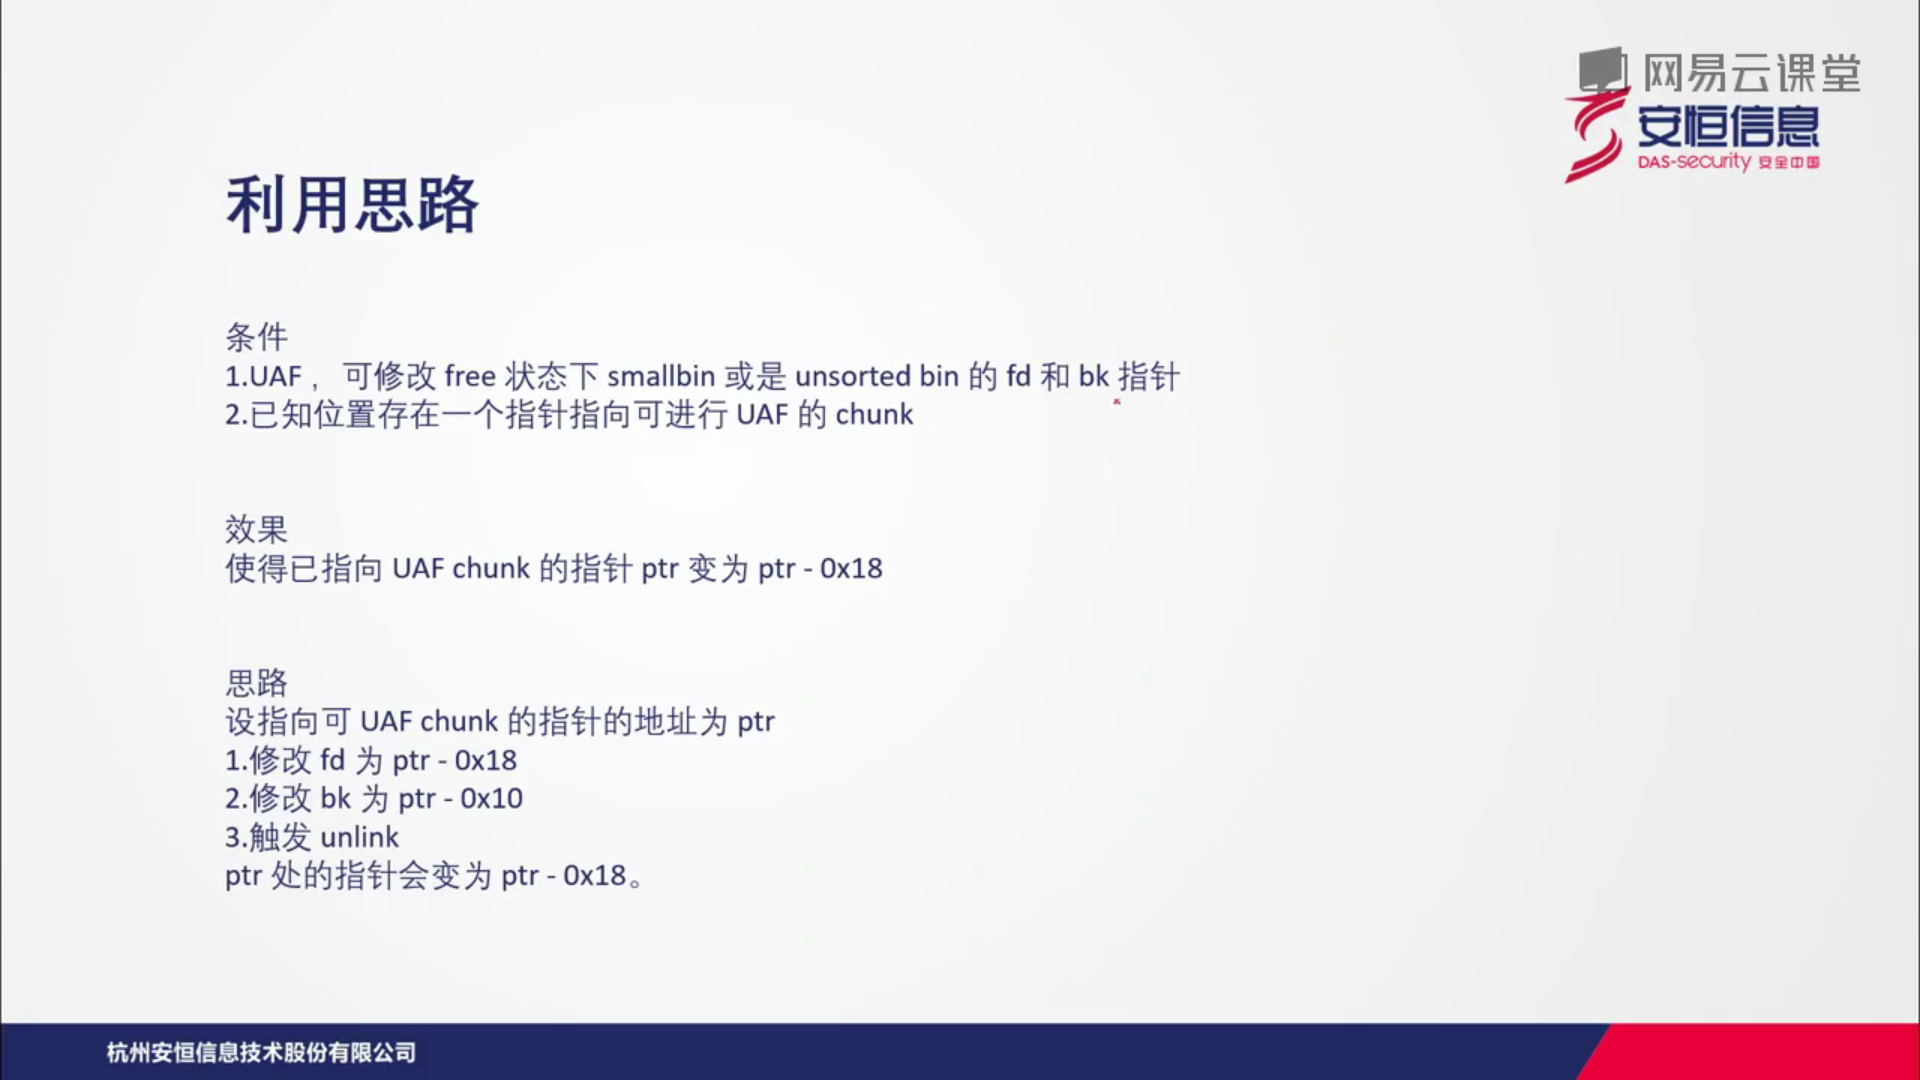 网易云课堂
安恒信息
DAS-security 安全中国
利用思路
条件
1.UAF ， 可修改 free 状态下 smallbin 或是 unsorted bin 的 fd 和 bk 指针
2.已知位置存在一个指针指向可进行 UAF 的 chunk
效果
使得已指向 UAF chunk 的指针 ptr 变为 ptr - 0x18
思路
设指向可 UAF chunk 的指针的地址为 ptr
1.修改 fd 为 ptr - 0x18
2.修改 bk 为 ptr - 0x10
3.触发 unlink
ptr 处的指针会变为 ptr - 0x18。
杭州安恒信息技术股份有限公司